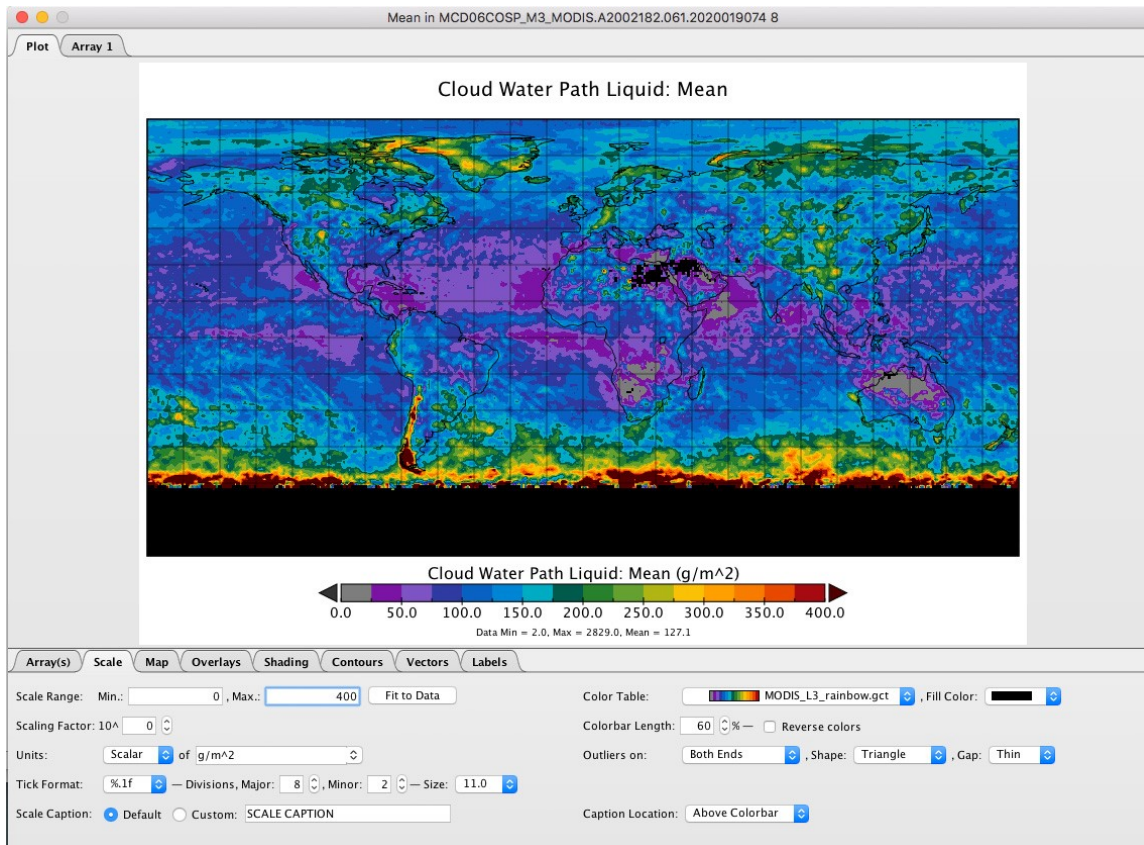 Mean in MCD06COSP_M3_MODIS.A2002182.061.2020019074 8
Plot Array 1
Cloud Water Path Liquid: Mean
Cloud Water Path Liquid: Mean (g/m^2)
0.0 50.0 100.0 150.0 200.0 250.0 300.0 350.0 400.0
Data Min = 2.0, Max = 2829.0, Mean = 127.1
Array(s) Scale Map Overlays Shading Contours Vectors Labels
Scale Range: Min.: 0 , Max.: 400 Fit to Data Color Table: MODIS_L3_rainbow.gct , Fill Color:
Scaling Factor: 10^ 0 Colorbar Length: 60 % — Reverse colors
Units: Scalar of g/m^2 Outliers on: Both Ends , Shape: Triangle , Gap: Thin
Tick Format: %.1f — Divisions, Major: 8 , Minor: 2 — Size: 11.0
Scale Caption: Default Custom: SCALE CAPTION Caption Location: Above Colorbar